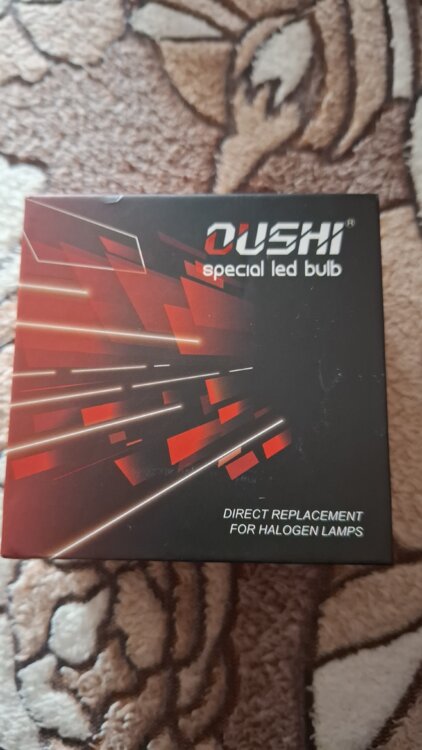 OUSHI®
special led bulb
DIRECT REPLACEMENT
FOR HALOGEN LAMPS